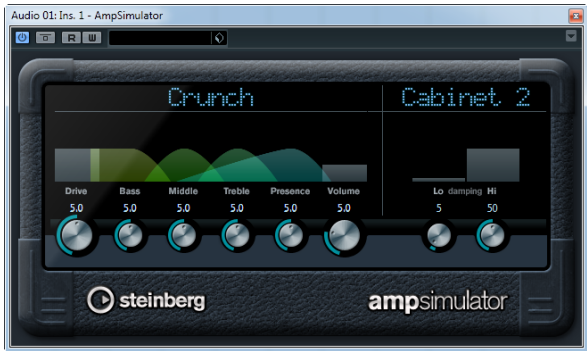 Audio 01: Ins. 1 - AmpSimulator
R W
Crunch Cabinet 2
Drive Bass Middle Treble Presence Volume Lo damping Hi
5.0 5.0 5.0 5.0 5.0 5.0 5 50
steinberg ampsimulator